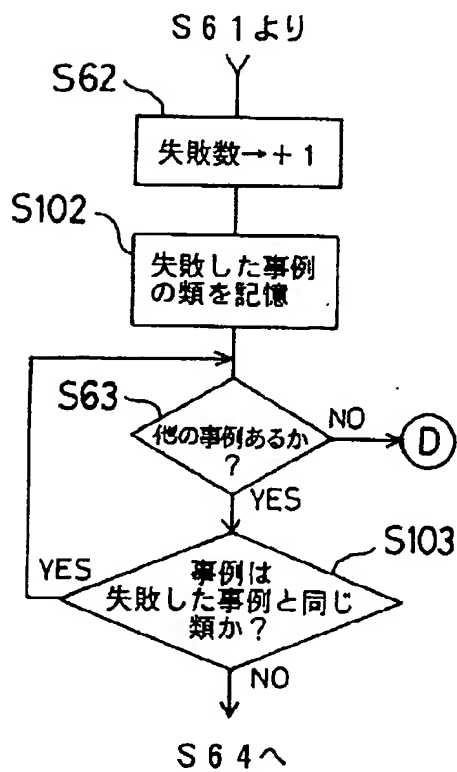 S61より
S62
失敗数→+1
S102
失敗した事例
の類を記憶
S63
他の事例あるか
?
NO
D
YES
S103
YES
事例は
失敗した事例と同じ
類か?
NO
S64へ